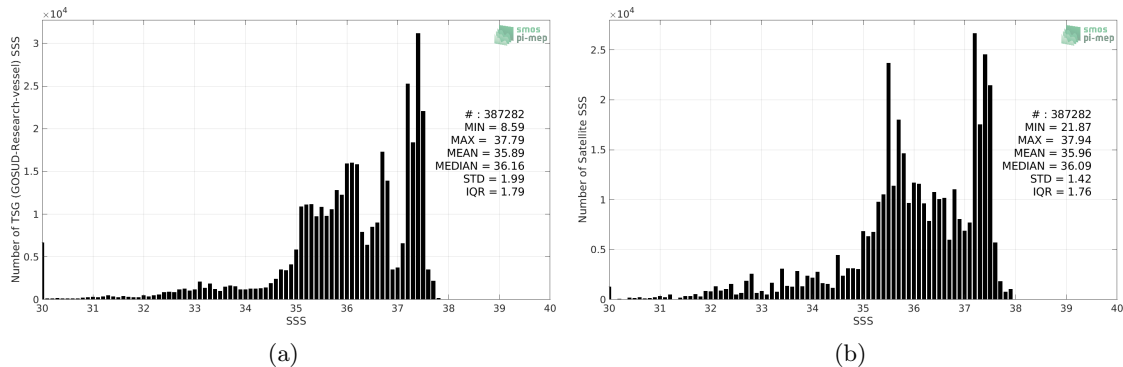 ×10⁴
Number of TSG (GOSUD-Research-vessel) SSS
3
2.5
2
1.5
1
0.5
0
30 31 32 33 34 35 36 37 38 39 40
SSS
smos
pi-mep
# : 387282
MIN = 8.59
MAX = 37.79
MEAN = 35.89
MEDIAN = 36.16
STD = 1.99
IQR = 1.79
(a)
×10⁴
Number of Satellite SSS
2.5
2
1.5
1
0.5
0
30 31 32 33 34 35 36 37 38 39 40
SSS
smos
pi-mep
# : 387282
MIN = 21.87
MAX = 37.94
MEAN = 35.96
MEDIAN = 36.09
STD = 1.42
IQR = 1.76
(b)